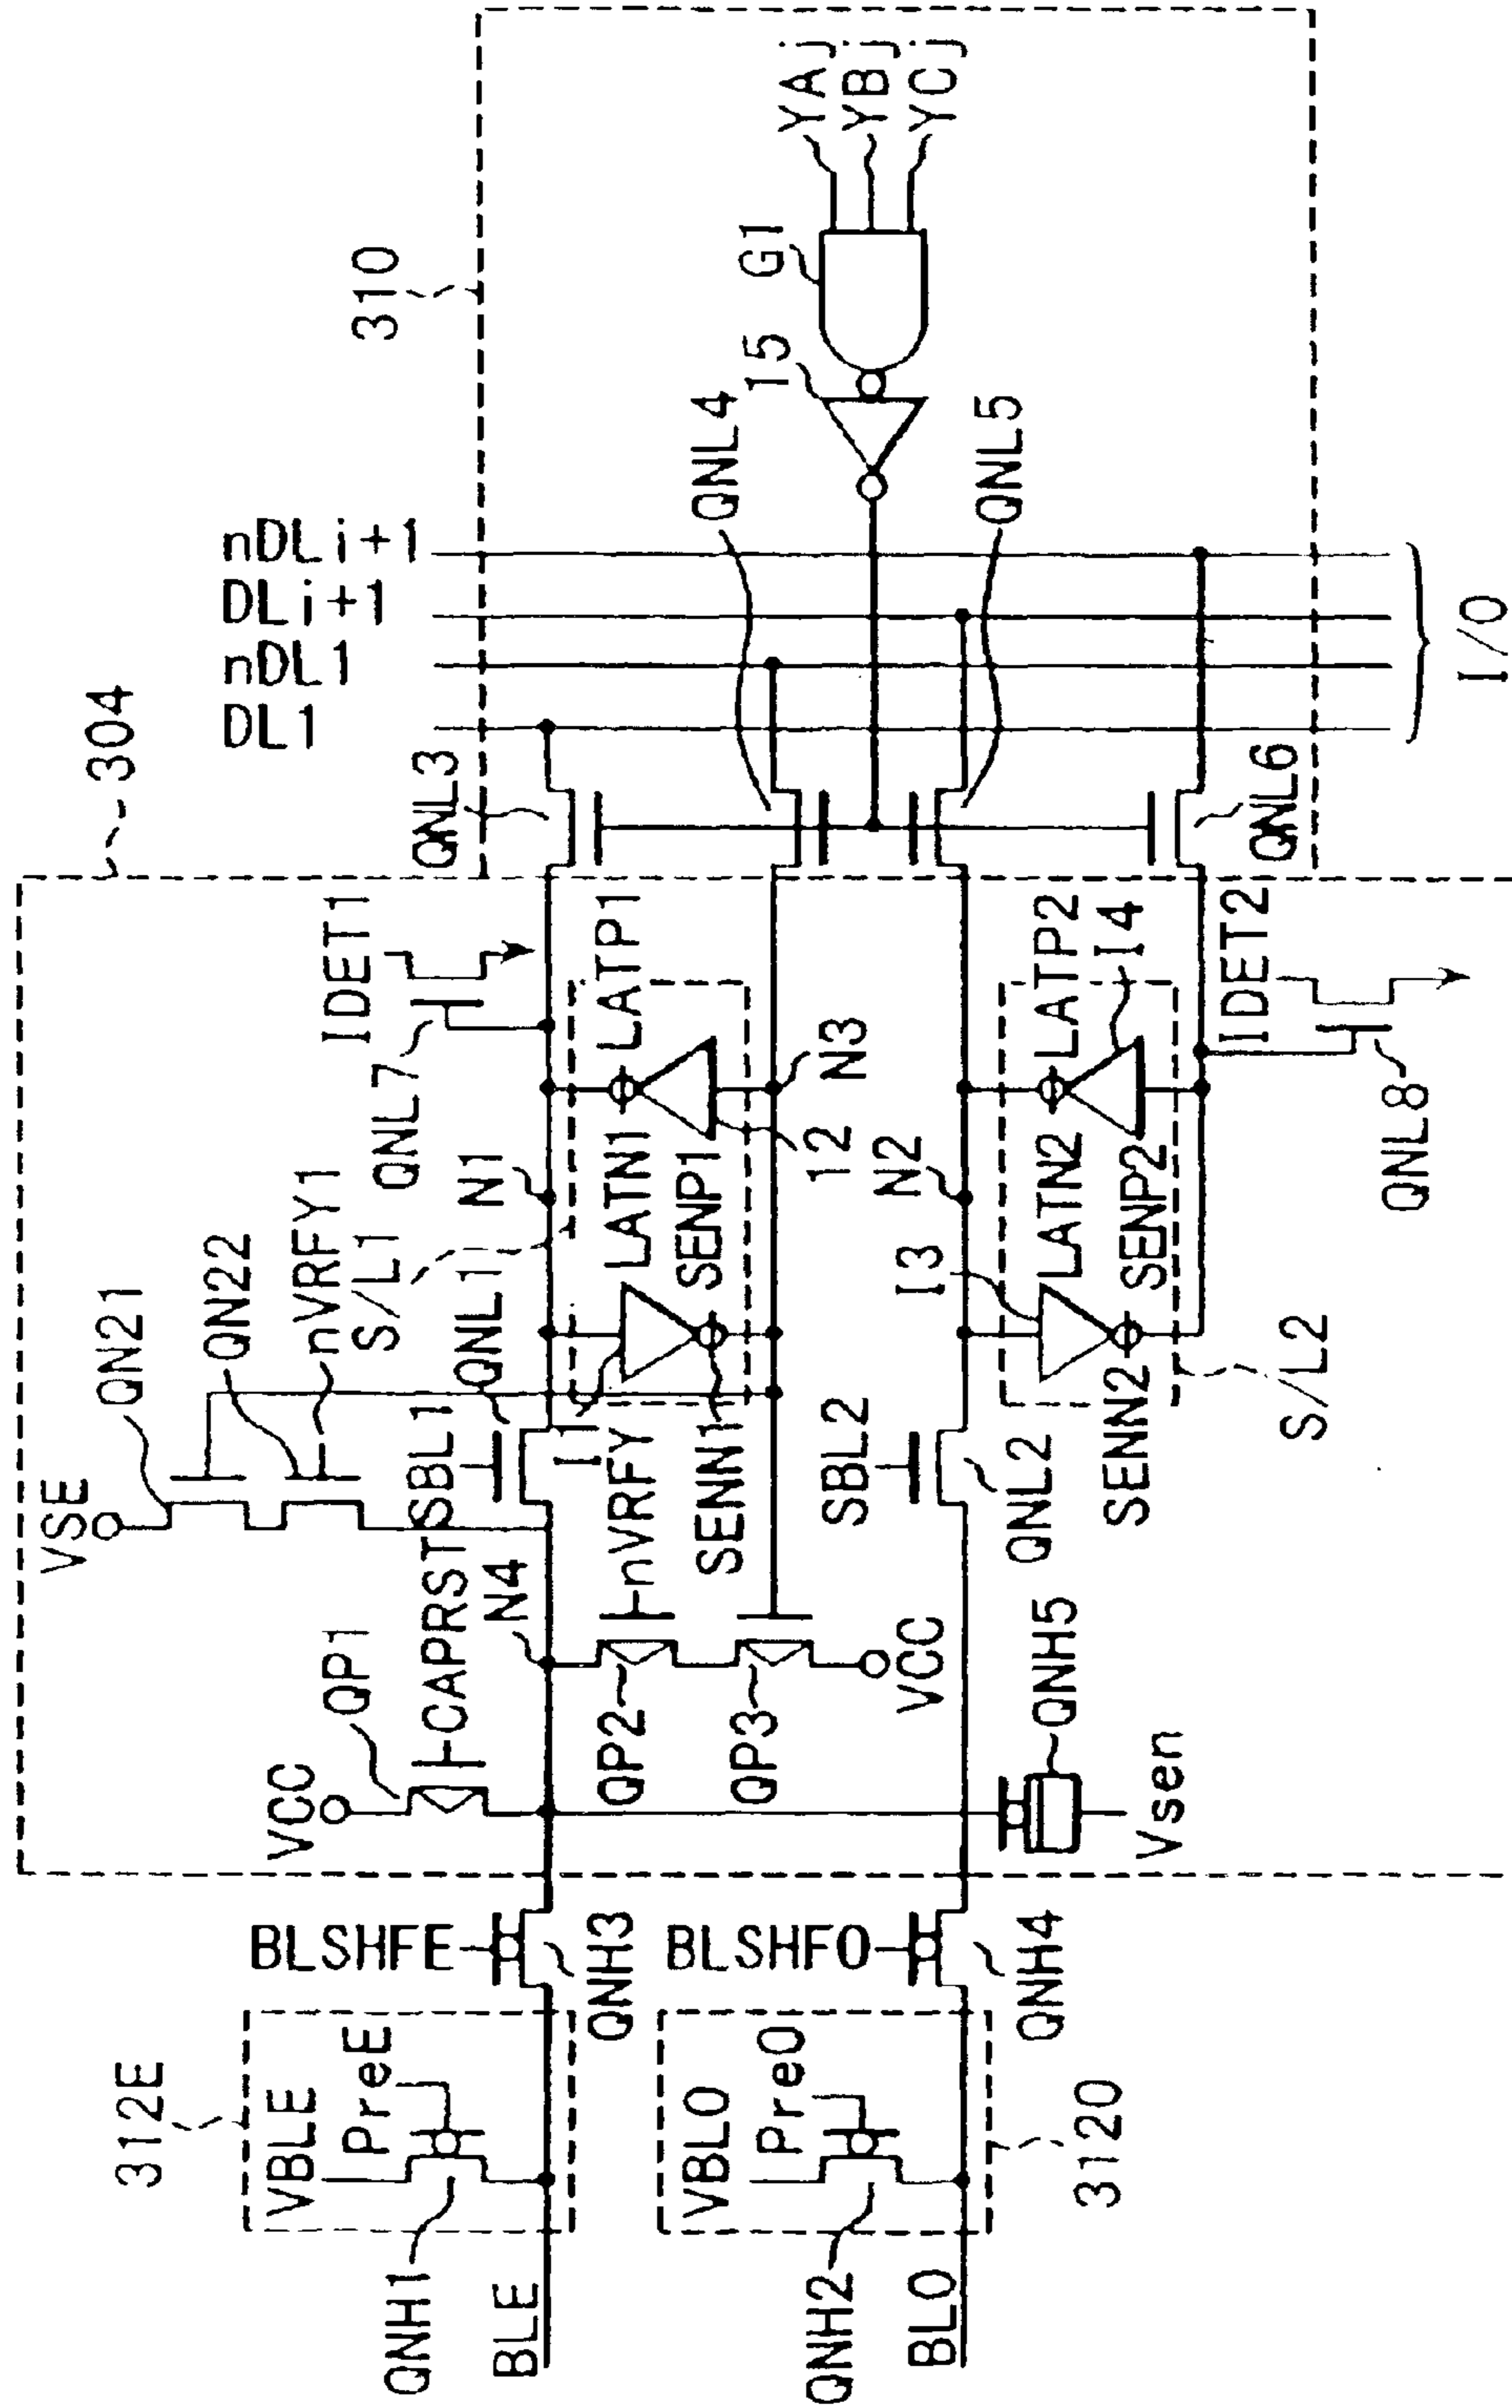 310
YAj
YBj
YCj
G1
15
QNL4
QNL5
nDLi+1
DLi+1
nDL1
DL1
I/O
304
QNL3
QNL6
IDET1
QNL7
LATP1
LATP2
I4
IDET2
N1
N3
12
N2
LATN1
SENP1
LATN2
SENP2
QNL8
QN21
QN22
nVRFY1
S/L1
QNL1
I3
S/L2
VSE
SBL1
I1
SENN1
SBL2
SENN2
QNL2
QP1
CAPRST
N4
nVRFY
QP2
QP3
VCC
VCC
QNH5
Vsen
BLSHFE
QNH3
BLSHFO
QNH4
312E
VBLE
PreE
VBLO
PreO
3120
QNH1
BLE
QNH2
BLO